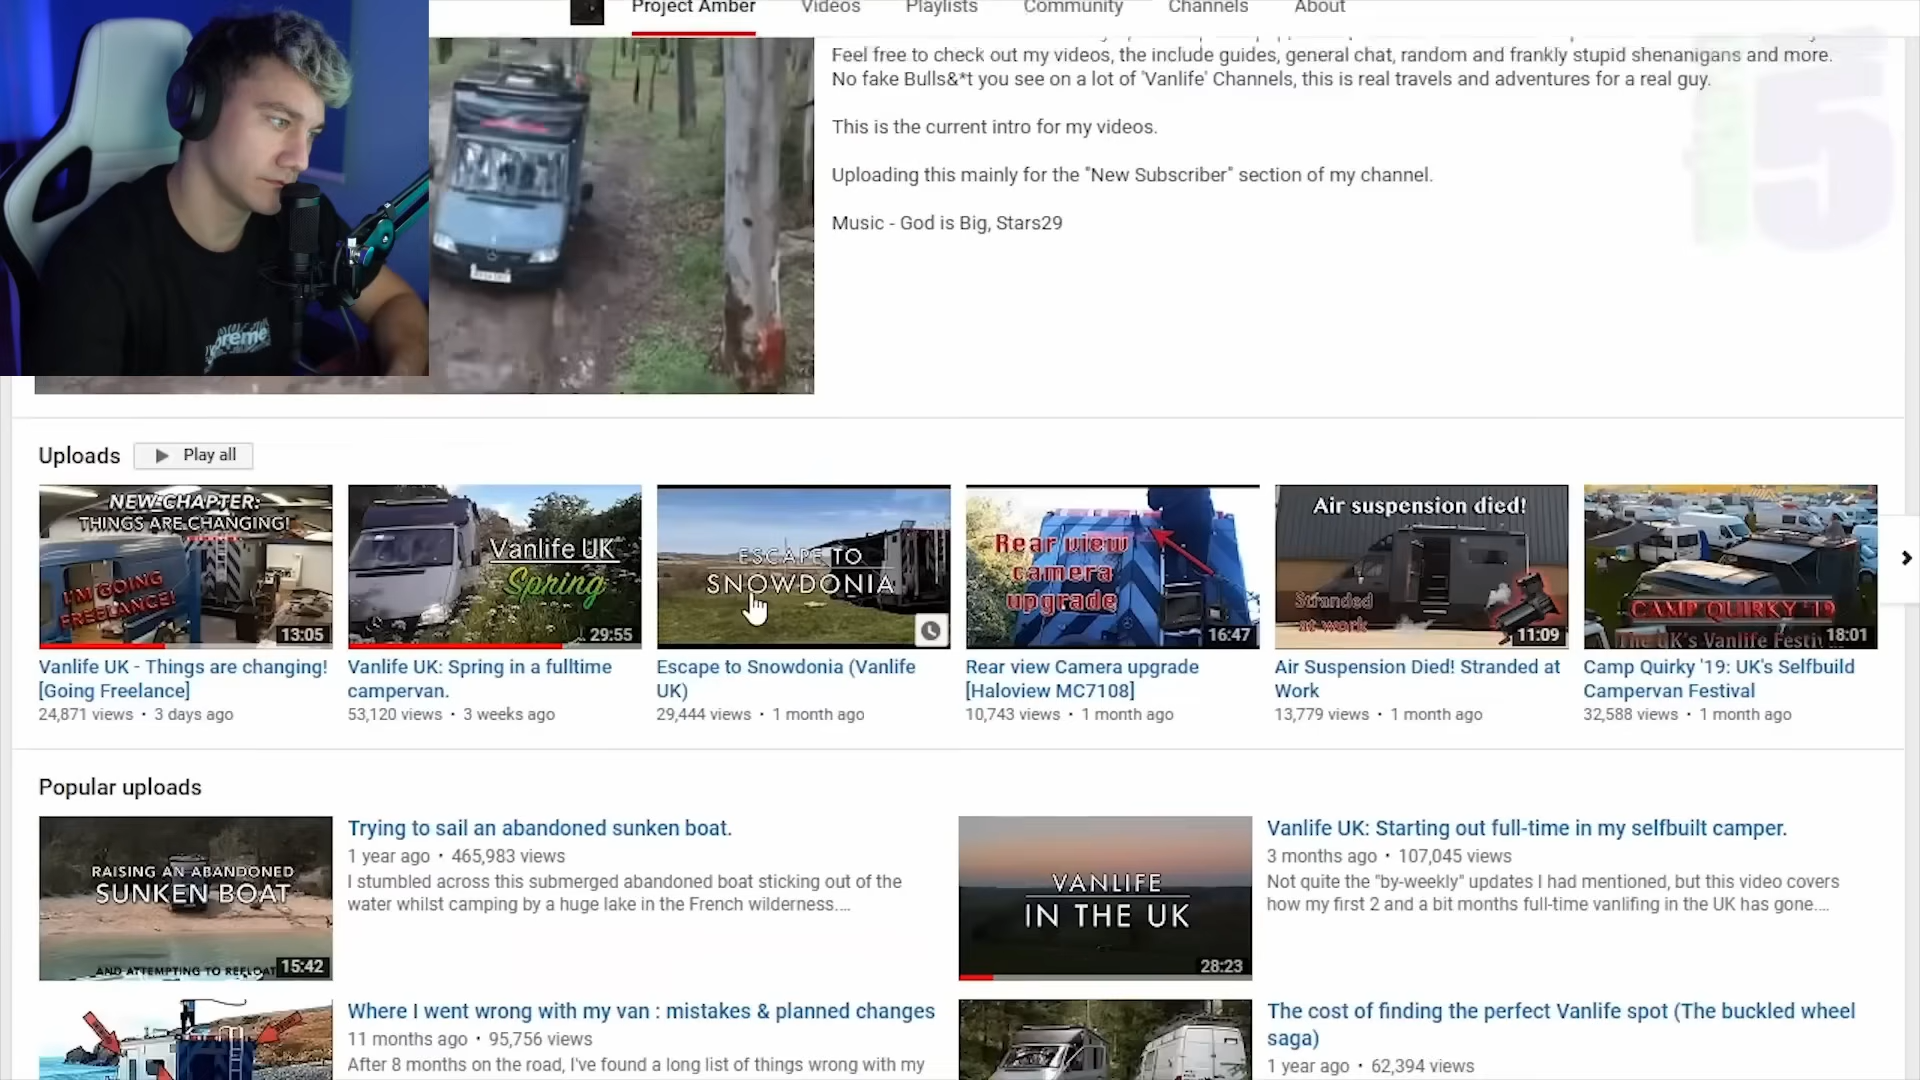 Project Amber Videos Playlists Community Channels About
Feel free to check out my videos, the include guides, general chat, random and frankly stupid shenanigans and more.
No fake Bulls&*t you see on a lot of 'Vanlife' Channels, this is real travels and adventures for a real guy.
This is the current intro for my videos.
Uploading this mainly for the "New Subscriber" section of my channel.
Music - God is Big, Stars29
preme
15
Uploads Play all
NEW CHAPTER:
THINGS ARE CHANGING!
I'M GOING
FREELANCE!
13:05
Vanlife UK
Spring
29:55
ESCAPE TO
SNOWDONIA
Rear view
camera
upgrade
16:47
Air suspension died!
Stranded
at work
11:09
CAMP QUIRKY '19
The UK's Vanlife Festiv
18:01
Vanlife UK - Things are changing!
[Going Freelance]
24,871 views • 3 days ago
Vanlife UK: Spring in a fulltime
campervan.
53,120 views • 3 weeks ago
Escape to Snowdonia (Vanlife
UK)
29,444 views • 1 month ago
Rear view Camera upgrade
[Haloview MC7108]
10,743 views • 1 month ago
Air Suspension Died! Stranded at
Work
13,779 views • 1 month ago
Camp Quirky '19: UK's Selfbuild
Campervan Festival
32,588 views • 1 month ago
Popular uploads
RAISING AN ABANDONED
SUNKEN BOAT
AND ATTEMPTING TO REFLOAT
15:42
Trying to sail an abandoned sunken boat.
1 year ago • 465,983 views
I stumbled across this submerged abandoned boat sticking out of the
water whilst camping by a huge lake in the French wilderness....
VANLIFE
IN THE UK
28:23
Vanlife UK: Starting out full-time in my selfbuilt camper.
3 months ago • 107,045 views
Not quite the "by-weekly" updates I had mentioned, but this video covers
how my first 2 and a bit months full-time vanlifing in the UK has gone....
Where I went wrong with my van : mistakes & planned changes
11 months ago • 95,756 views
After 8 months on the road, I've found a long list of things wrong with my
The cost of finding the perfect Vanlife spot (The buckled wheel
saga)
1 year ago • 62,394 views